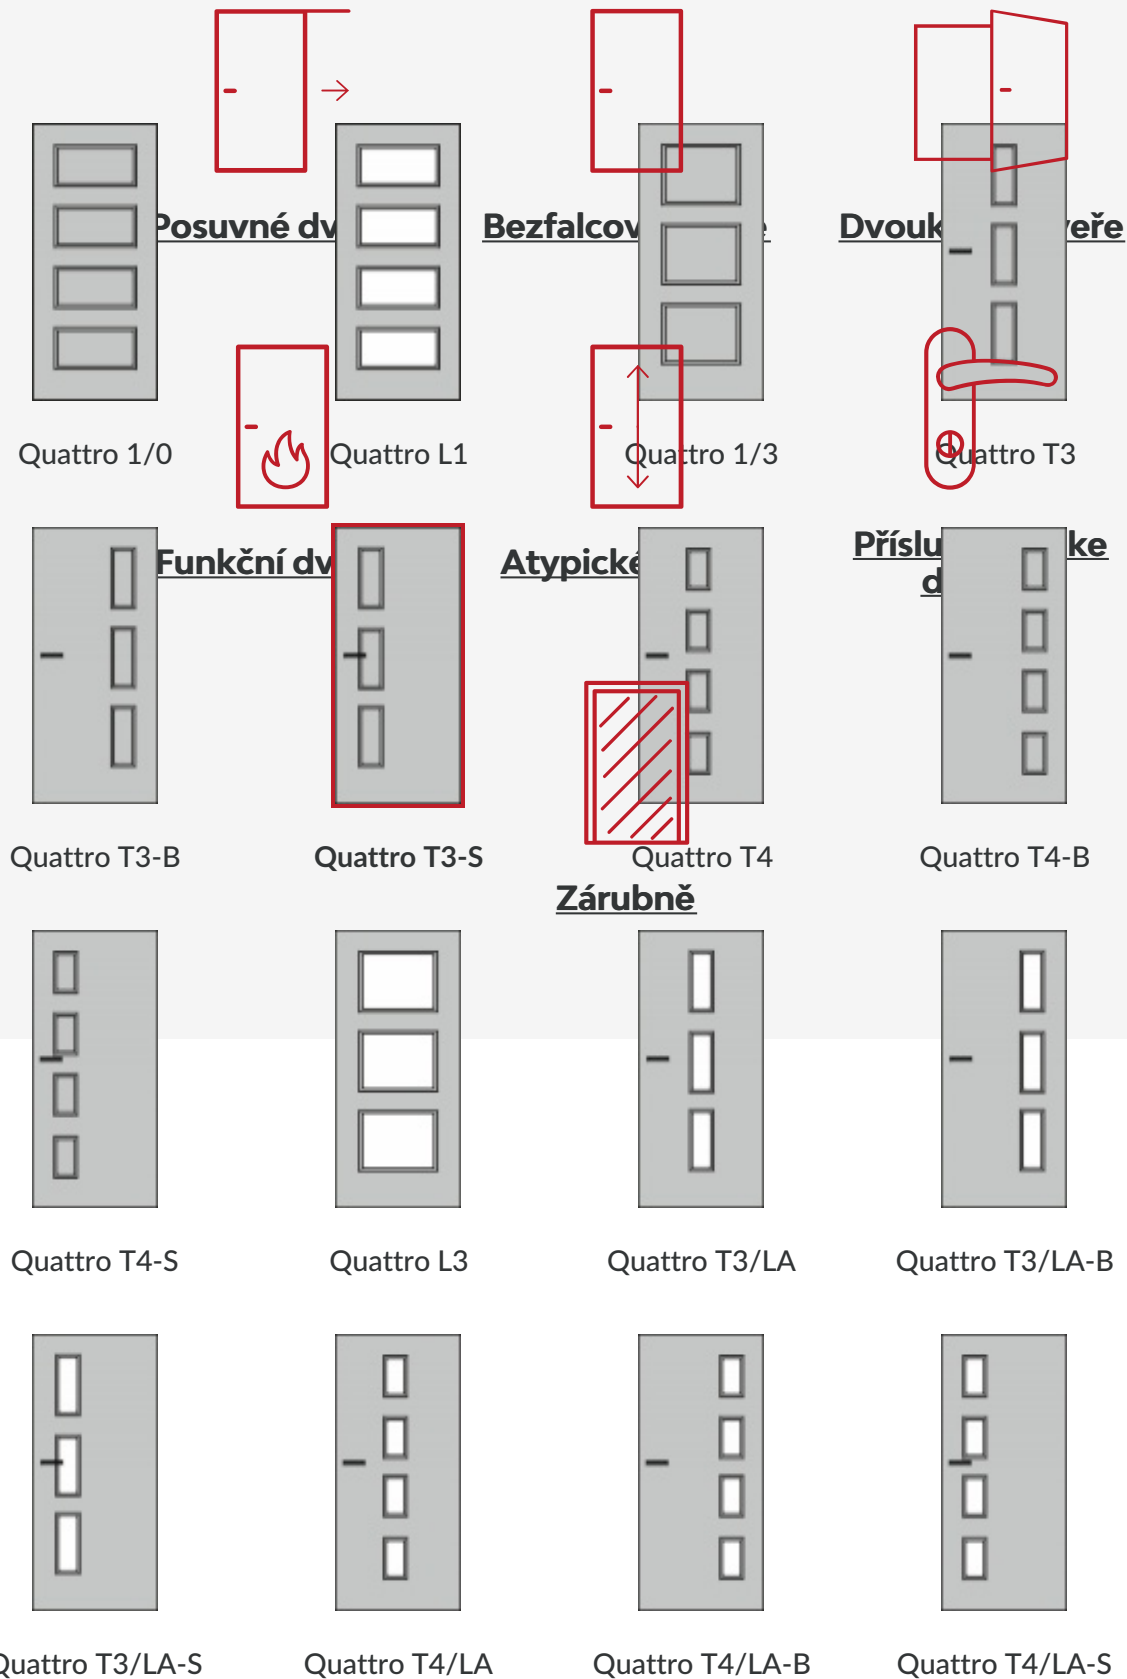 Posuvné dv
Bezfalcov
Dvouk veře
Quattro 1/0
Quattro L1
Quattro 1/3
Quattro T3
Funkční dv
Atypické
Příslu ke
d
Quattro T3-B
Quattro T3-S
Quattro T4
Quattro T4-B
Zárubně
Quattro T4-S
Quattro L3
Quattro T3/LA
Quattro T3/LA-B
Quattro T3/LA-S
Quattro T4/LA
Quattro T4/LA-B
Quattro T4/LA-S